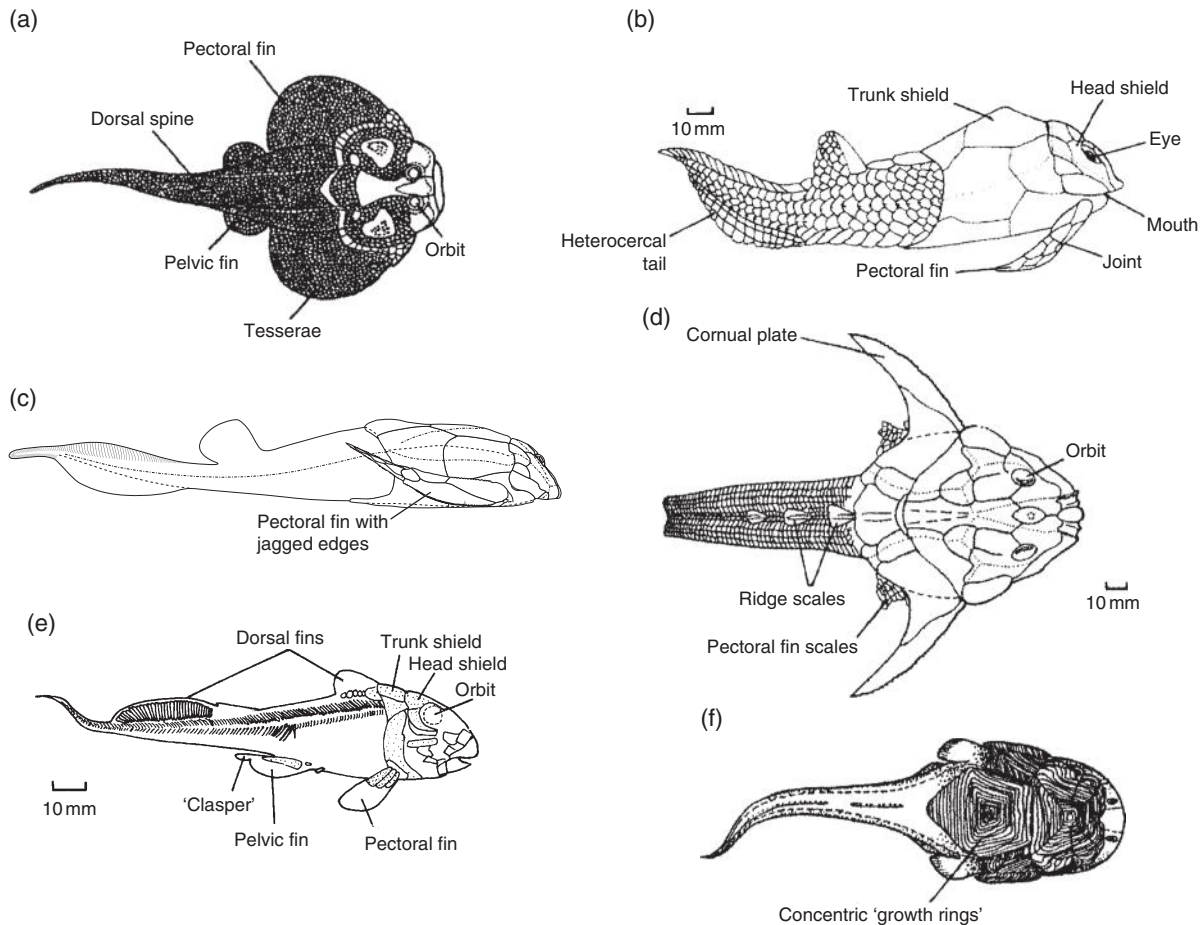 (a)
Pectoral fin
Dorsal spine
Pelvic fin
Orbit
Tesserae
(b)
10 mm
Trunk shield
Head shield
Eye
Mouth
Joint
Pectoral fin
Heterocercal
tail
(c)
Pectoral fin with
jagged edges
(d)
Cornual plate
Orbit
10 mm
Ridge scales
Pectoral fin scales
(e)
Dorsal fins
Trunk shield
Head shield
Orbit
10 mm
'Clasper'
Pelvic fin
Pectoral fin
(f)
Concentric 'growth rings'